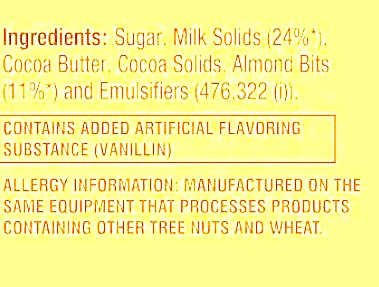 Ingredients: Sugar, Milk Solids (24%*),
Cocoa Butter, Cocoa Solids, Almond Bits
(11%*) and Emulsifiers (476,322 (i)).
CONTAINS ADDED ARTIFICIAL FLAVORING
SUBSTANCE (VANILLIN)
ALLERGY INFORMATION: MANUFACTURED ON THE
SAME EQUIPMENT THAT PROCESSES PRODUCTS
CONTAINING OTHER TREE NUTS AND WHEAT.